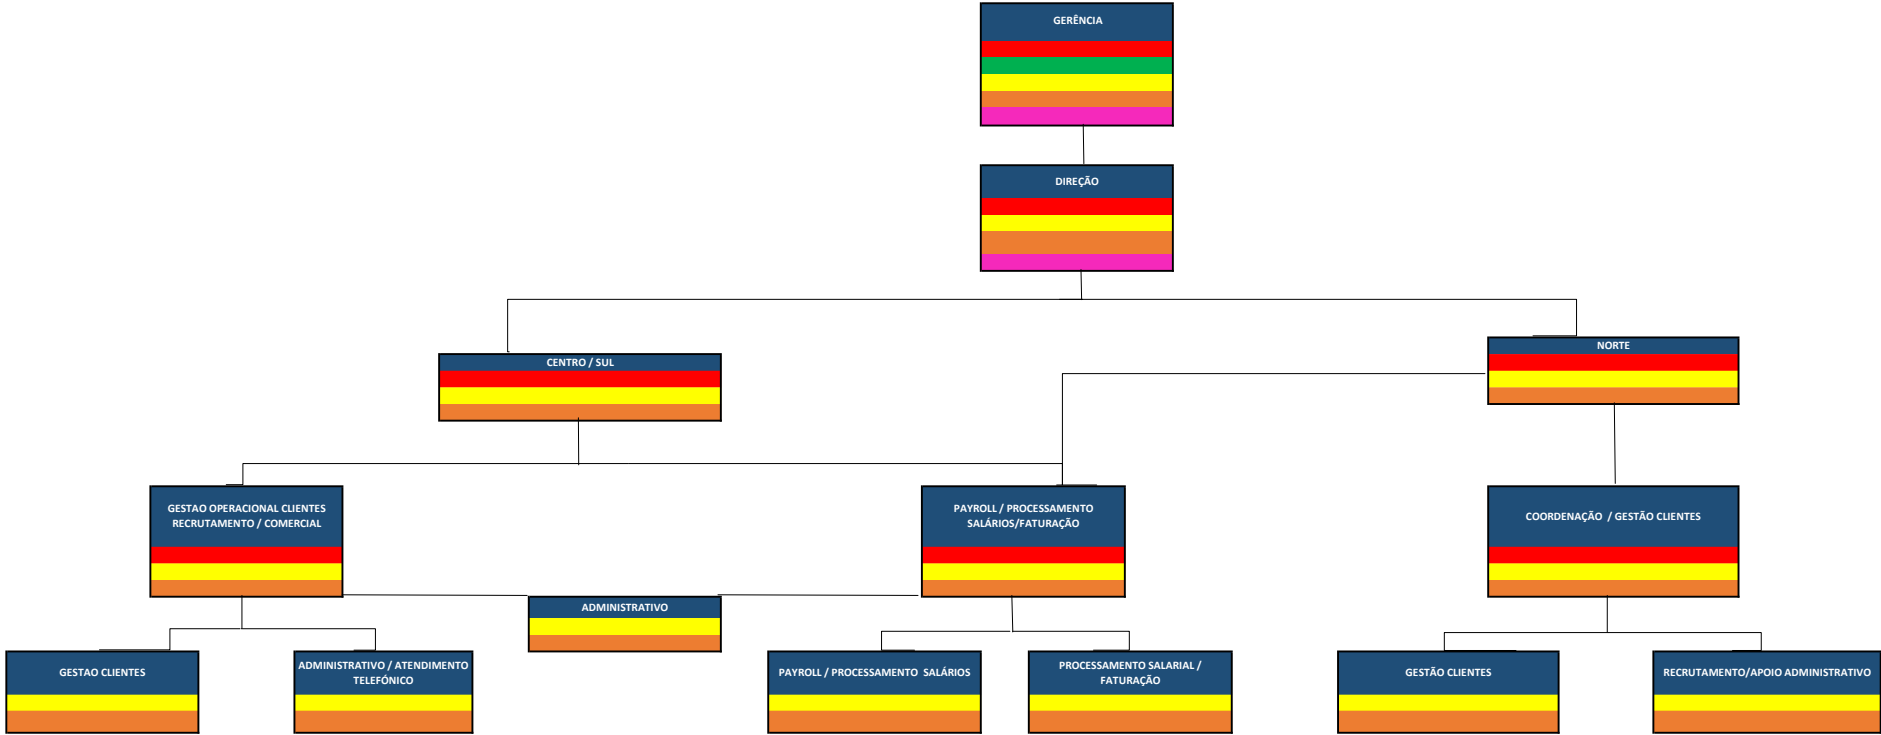 GERÊNCIA
DIREÇÃO
CENTRO / SUL
NORTE
GESTAO OPERACIONAL CLIENTES
RECRUTAMENTO / COMERCIAL
PAYROLL / PROCESSAMENTO
SALÁRIOS/FATURAÇÃO
COORDENAÇÃO / GESTÃO CLIENTES
ADMINISTRATIVO
GESTAO CLIENTES
ADMINISTRATIVO / ATENDIMENTO
TELEFÓNICO
PAYROLL / PROCESSAMENTO SALÁRIOS
PROCESSAMENTO SALARIAL /
FATURAÇÃO
GESTÃO CLIENTES
RECRUTAMENTO/APOIO ADMINISTRATIVO